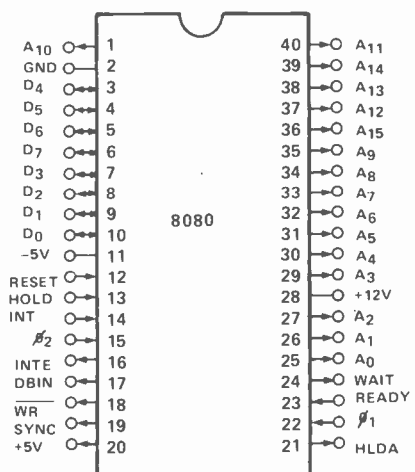 A10 1 40 A11
GND 2 39 A14
D4 3 38 A13
D5 4 37 A12
D6 5 36 A15
D7 6 35 A9
D3 7 34 A8
D2 8 33 A7
D1 9 32 A6
D0 10 8080 31 A5
-5V 11 30 A4
RESET 12 29 A3
HOLD 13 28 +12V
INT 14 27 A2
ø2 15 26 A1
INTE 16 25 A0
DBIN 17 24 WAIT
WR 18 23 READY
SYNC 19 22 ø1
+5V 20 21 HLDA